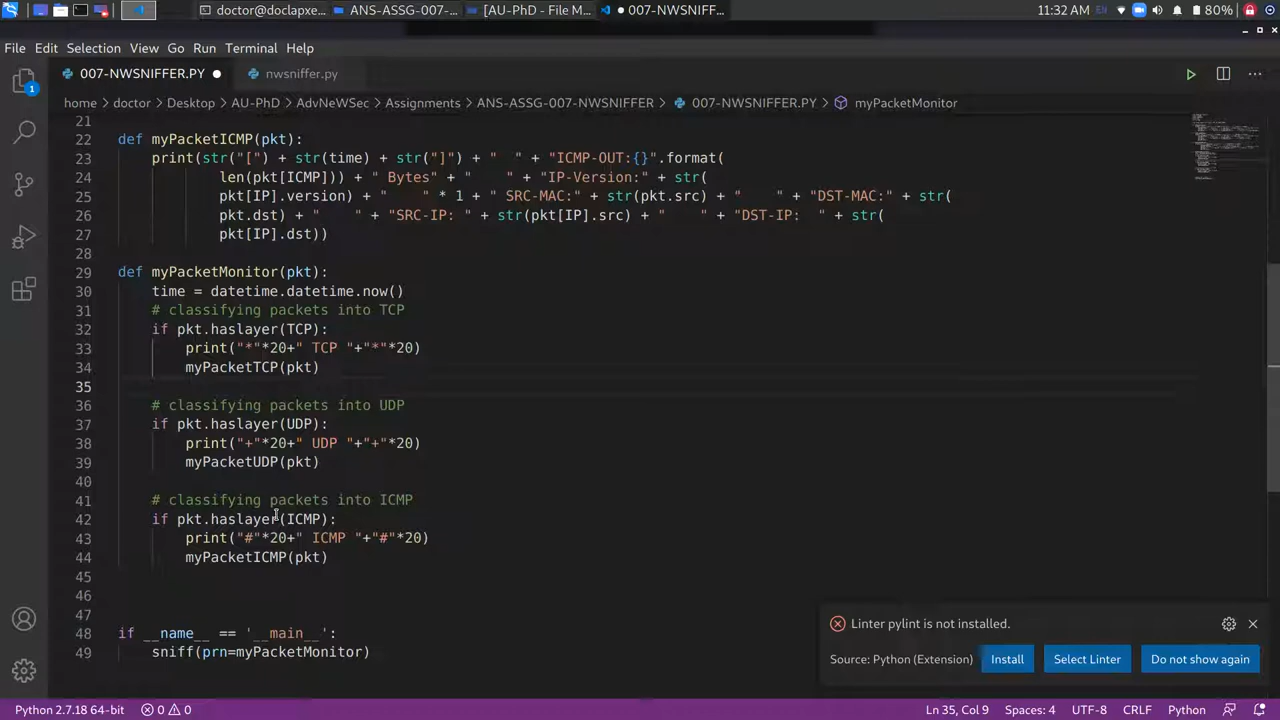 doctor@doclapxe...
ANS-ASSG-007-...
[AU-PhD - File M...
007-NWSNIFF...
11:32 AM
EN
80%
File Edit Selection View Go Run Terminal Help
007-NWSNIFFER.PY
nwsniffer.py
home > doctor > Desktop > AU-PhD > AdvNeWSec > Assignments > ANS-ASSG-007-NWSNIFFER > 007-NWSNIFFER.PY > myPacketMonitor
21
22 def myPacketICMP(pkt):
23 print(str("[") + str(time) + str("]") + "  " + "ICMP-OUT:{}".format(
24 len(pkt[ICMP])) + " Bytes" + "    " + "IP-Version:" + str(
25 pkt[IP].version) + "    " * 1 + " SRC-MAC:" + str(pkt.src) + "    " + "DST-MAC:" + str(
26 pkt.dst) + "    " + "SRC-IP: " + str(pkt[IP].src) + "    " + "DST-IP:  " + str(
27 pkt[IP].dst))
28
29 def myPacketMonitor(pkt):
30 time = datetime.datetime.now()
31 # classifying packets into TCP
32 if pkt.haslayer(TCP):
33 print("*"*20+" TCP "+"*"*20)
34 myPacketTCP(pkt)
35
36 # classifying packets into UDP
37 if pkt.haslayer(UDP):
38 print("+"*20+" UDP "+"+"*20)
39 myPacketUDP(pkt)
40
41 # classifying packets into ICMP
42 if pkt.haslayer(ICMP):
43 print("#"*20+" ICMP "+"#"*20)
44 myPacketICMP(pkt)
45
46
47
48 if __name__ == '__main__':
49 sniff(prn=myPacketMonitor)
1
Linter pylint is not installed.
Source: Python (Extension)
Install
Select Linter
Do not show again
Python 2.7.18 64-bit
0 0
Ln 35, Col 9
Spaces: 4
UTF-8
CRLF
Python